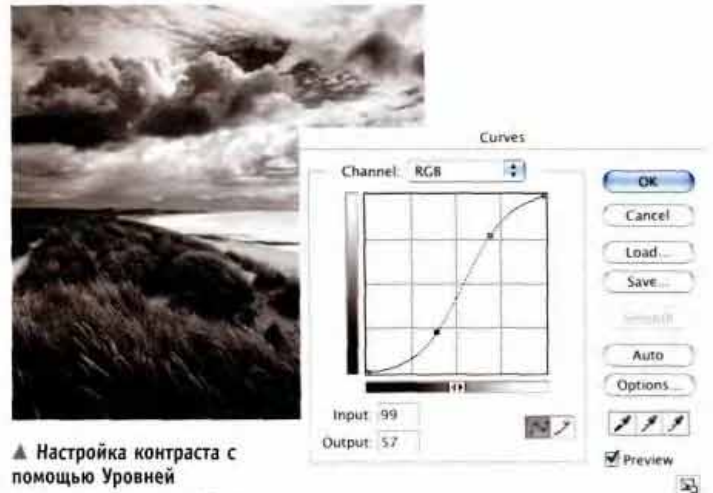 Curves
Channel: RGB
OK
Cancel
Load...
Save...
Auto
Options...
Input: 99
Output: 57
Preview
▲ Настройка контраста с
помощью Уровней